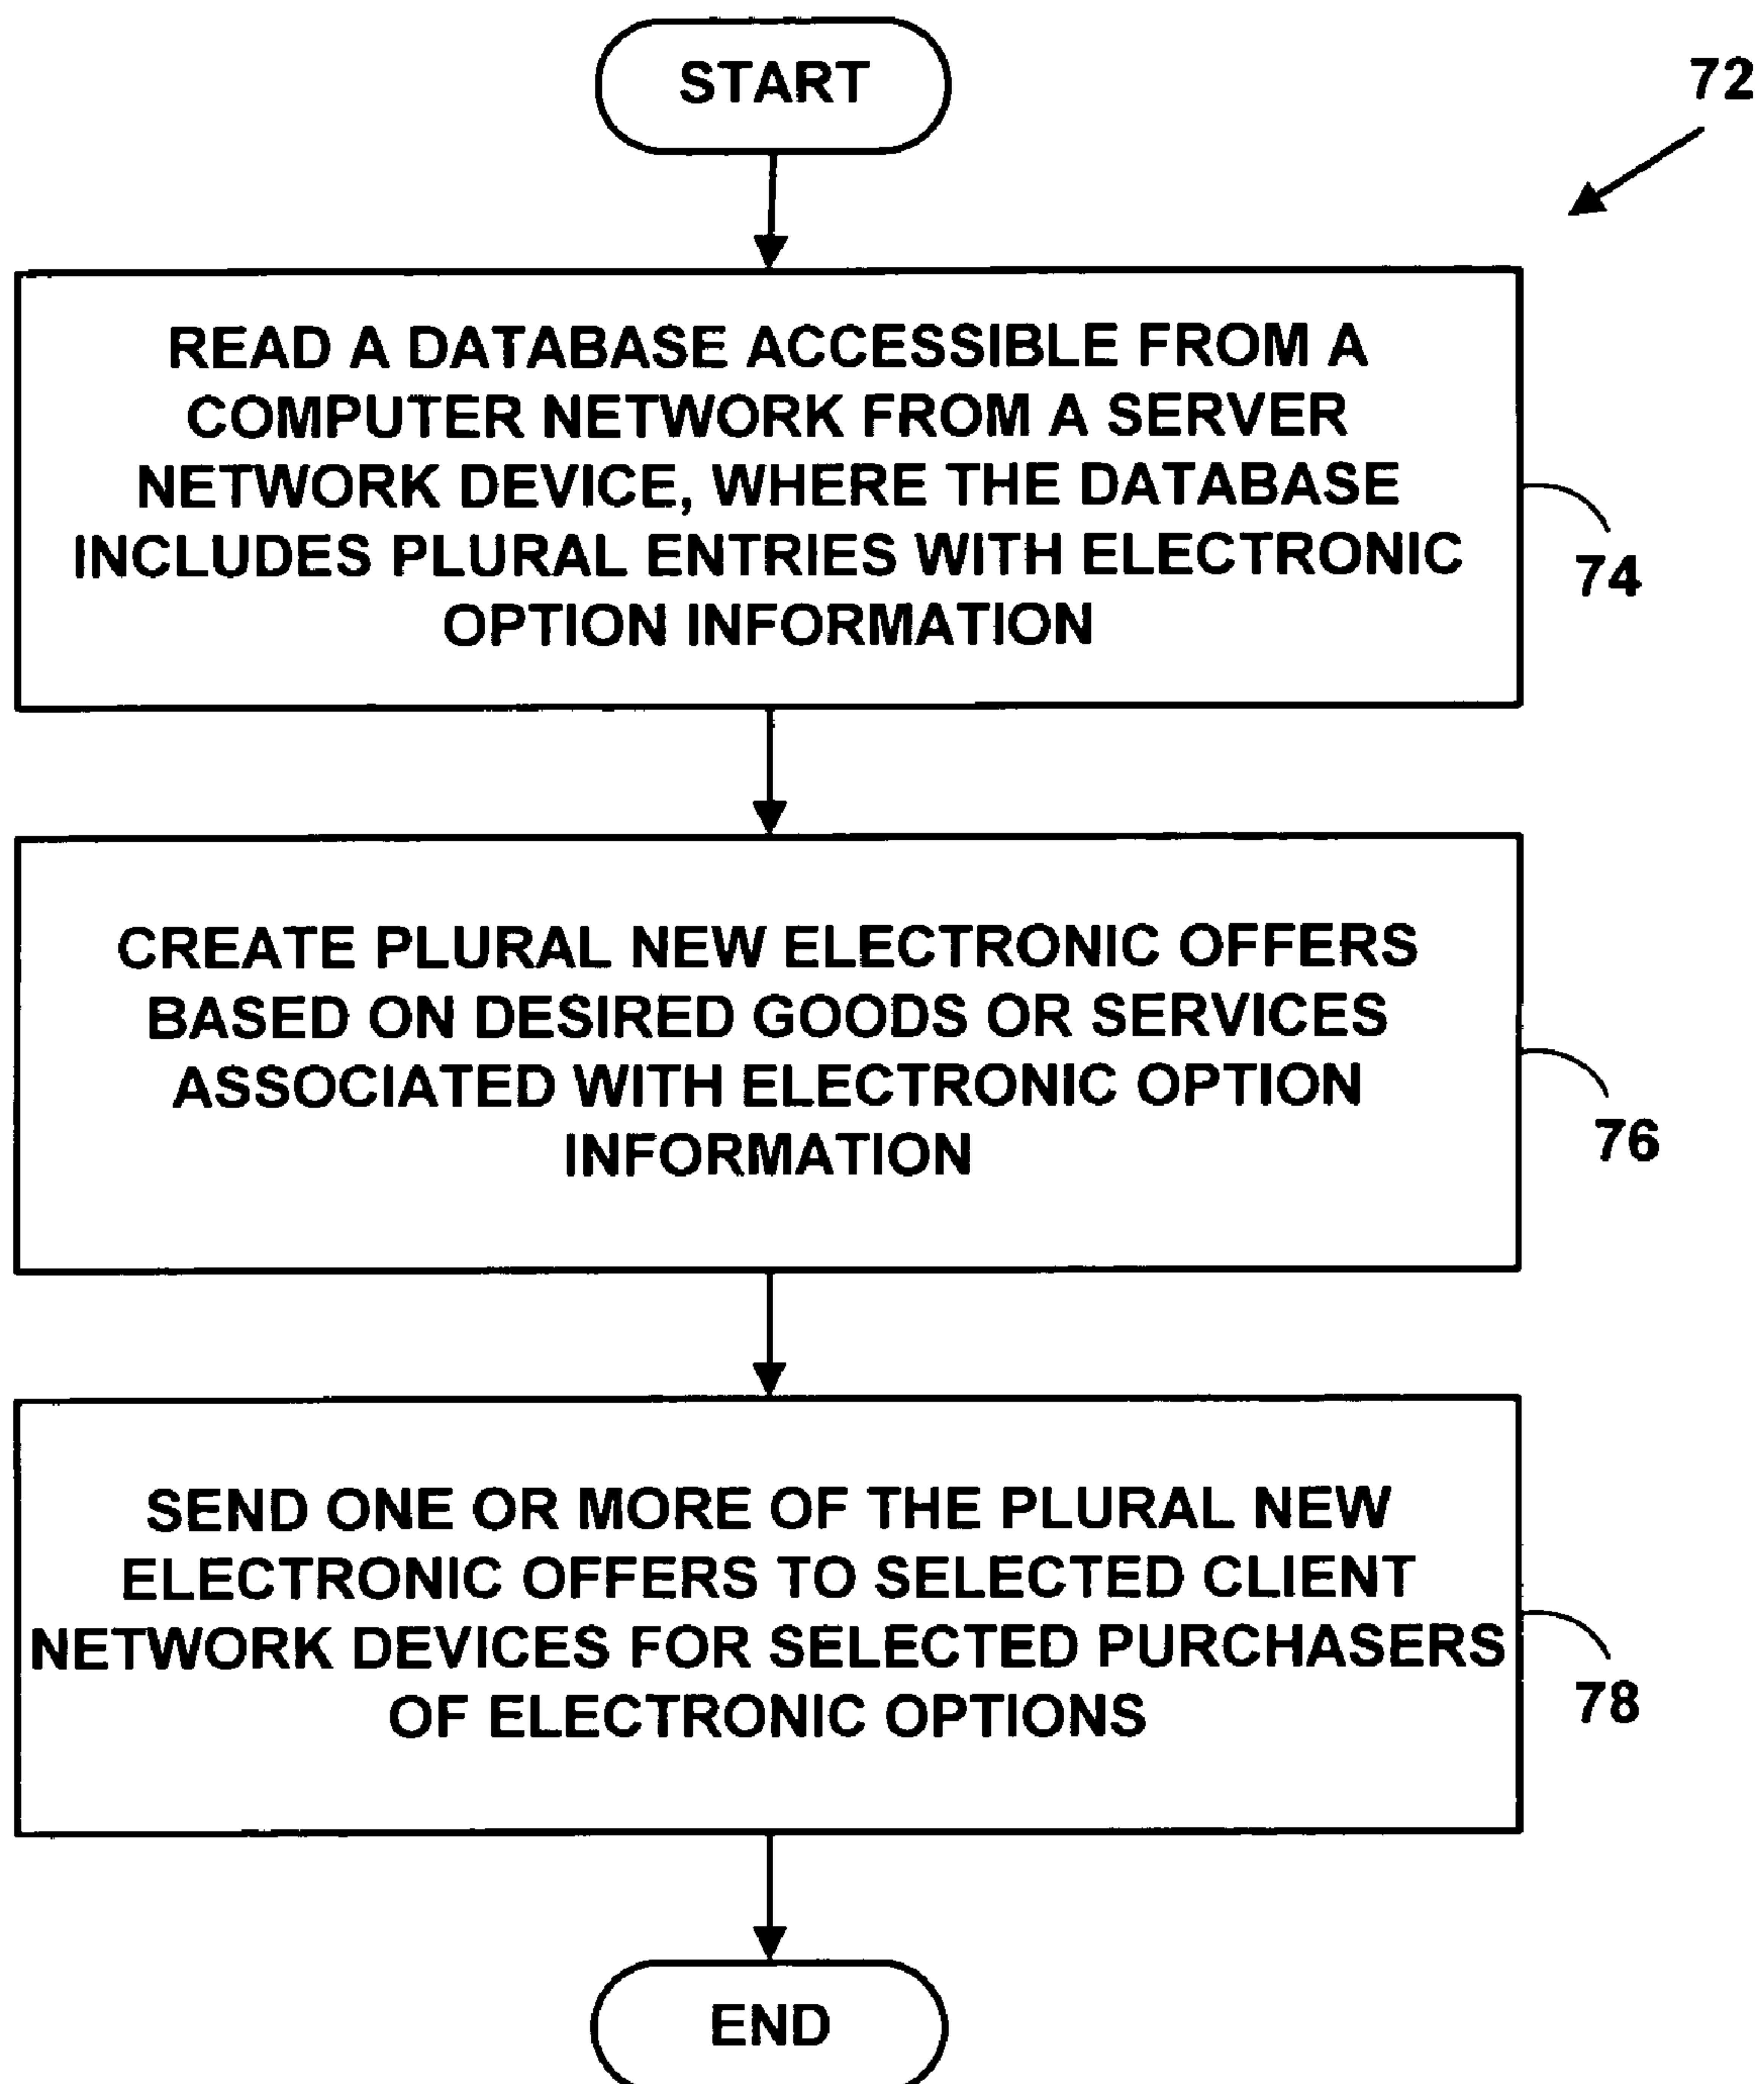 START
72
READ A DATABASE ACCESSIBLE FROM A
COMPUTER NETWORK FROM A SERVER
NETWORK DEVICE, WHERE THE DATABASE
INCLUDES PLURAL ENTRIES WITH ELECTRONIC
OPTION INFORMATION
74
CREATE PLURAL NEW ELECTRONIC OFFERS
BASED ON DESIRED GOODS OR SERVICES
ASSOCIATED WITH ELECTRONIC OPTION
INFORMATION
76
SEND ONE OR MORE OF THE PLURAL NEW
ELECTRONIC OFFERS TO SELECTED CLIENT
NETWORK DEVICES FOR SELECTED PURCHASERS
OF ELECTRONIC OPTIONS
78
END